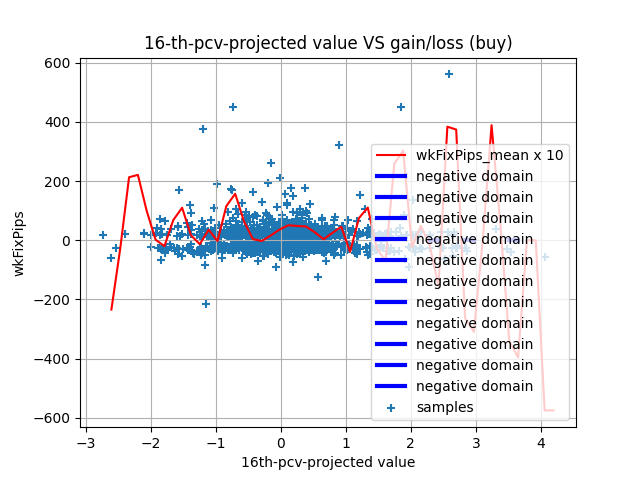 16-th-pcv-projected value VS gain/loss (buy)
600
400
200
0
−200
−400
−600
wkFixPips
wkFixPips_mean x 10
negative domain
negative domain
negative domain
negative domain
negative domain
negative domain
negative domain
negative domain
negative domain
negative domain
negative domain
samples
−3 −2 −1 0 1 2 3 4
16th-pcv-projected value